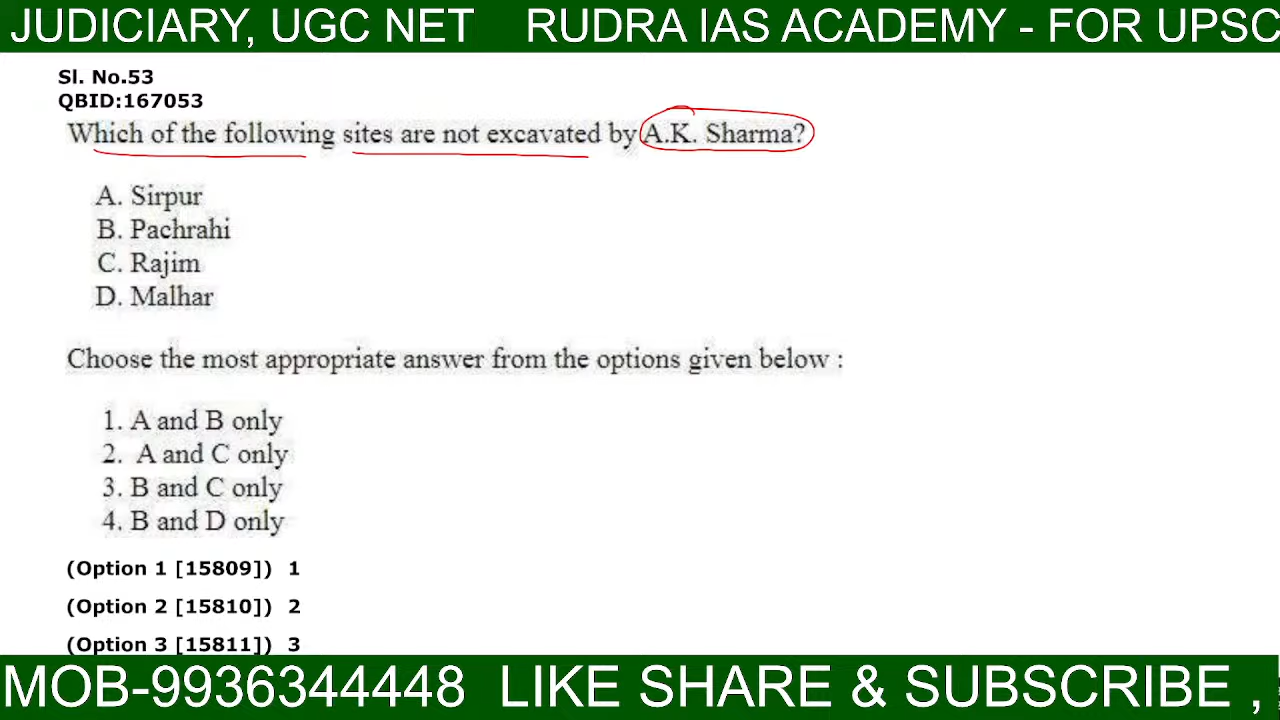 JUDICIARY, UGC NET RUDRA IAS ACADEMY - FOR UPSC
Sl. No.53
QBID:167053
Which of the following sites are not excavated by A.K. Sharma?
A. Sirpur
B. Pachrahi
C. Rajim
D. Malhar
Choose the most appropriate answer from the options given below :
1. A and B only
2. A and C only
3. B and C only
4. B and D only
(Option 1 [15809]) 1
(Option 2 [15810]) 2
(Option 3 [15811]) 3
MOB-9936344448 LIKE SHARE & SUBSCRIBE ,